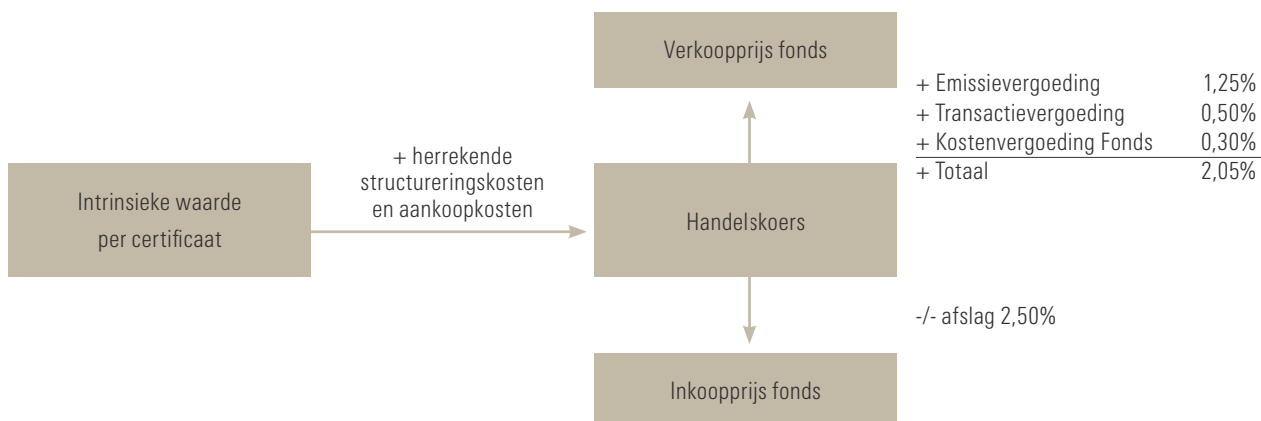 Verkoopprijs fonds
+ Emissievergoeding 1,25%
+ Transactievergoeding 0,50%
+ Kostenvergoeding Fonds 0,30%
+ Totaal 2,05%
+ herrekende
structureringskosten
en aankoopkosten
Intrinsieke waarde
per certificaat
Handelskoers
-/- afslag 2,50%
Inkoopprijs fonds